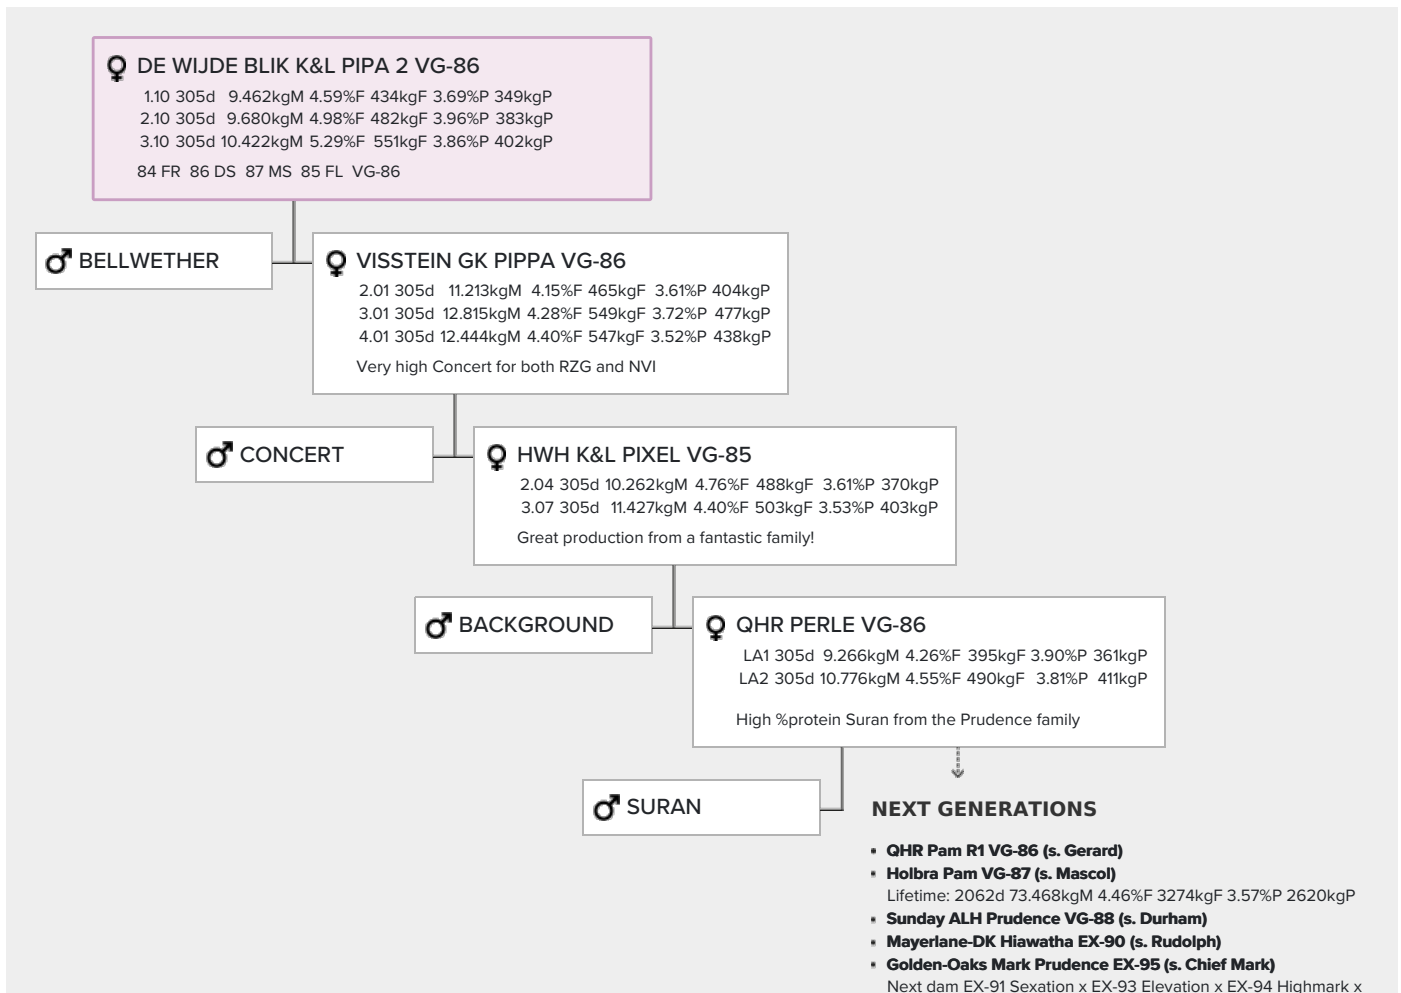 DE WIJDE BLIK K&L PIPA 2 VG-86
1.10 305d 9.462kgM 4.59%F 434kgF 3.69%P 349kgP
2.10 305d 9.680kgM 4.98%F 482kgF 3.96%P 383kgP
3.10 305d 10.422kgM 5.29%F 551kgF 3.86%P 402kgP
84 FR 86 DS 87 MS 85 FL VG-86
BELLWETHER
VISSTEIN GK PIPPA VG-86
2.01 305d 11.213kgM 4.15%F 465kgF 3.61%P 404kgP
3.01 305d 12.815kgM 4.28%F 549kgF 3.72%P 477kgP
4.01 305d 12.444kgM 4.40%F 547kgF 3.52%P 438kgP
Very high Concert for both RZG and NVI
CONCERT
HWH K&L PIXEL VG-85
2.04 305d 10.262kgM 4.76%F 488kgF 3.61%P 370kgP
3.07 305d 11.427kgM 4.40%F 503kgF 3.53%P 403kgP
Great production from a fantastic family!
BACKGROUND
QHR PERLE VG-86
LA1 305d 9.266kgM 4.26%F 395kgF 3.90%P 361kgP
LA2 305d 10.776kgM 4.55%F 490kgF 3.81%P 411kgP
High %protein Suran from the Prudence family
SURAN
NEXT GENERATIONS
QHR Pam R1 VG-86 (s. Gerard)
Holbra Pam VG-87 (s. Mascol)
Lifetime: 2062d 73.468kgM 4.46%F 3274kgF 3.57%P 2620kgP
Sunday ALH Prudence VG-88 (s. Durham)
Mayerlane-DK Hiawatha EX-90 (s. Rudolph)
Golden-Oaks Mark Prudence EX-95 (s. Chief Mark)
Next dam EX-91 Sexation x EX-93 Elevation x EX-94 Highmark x